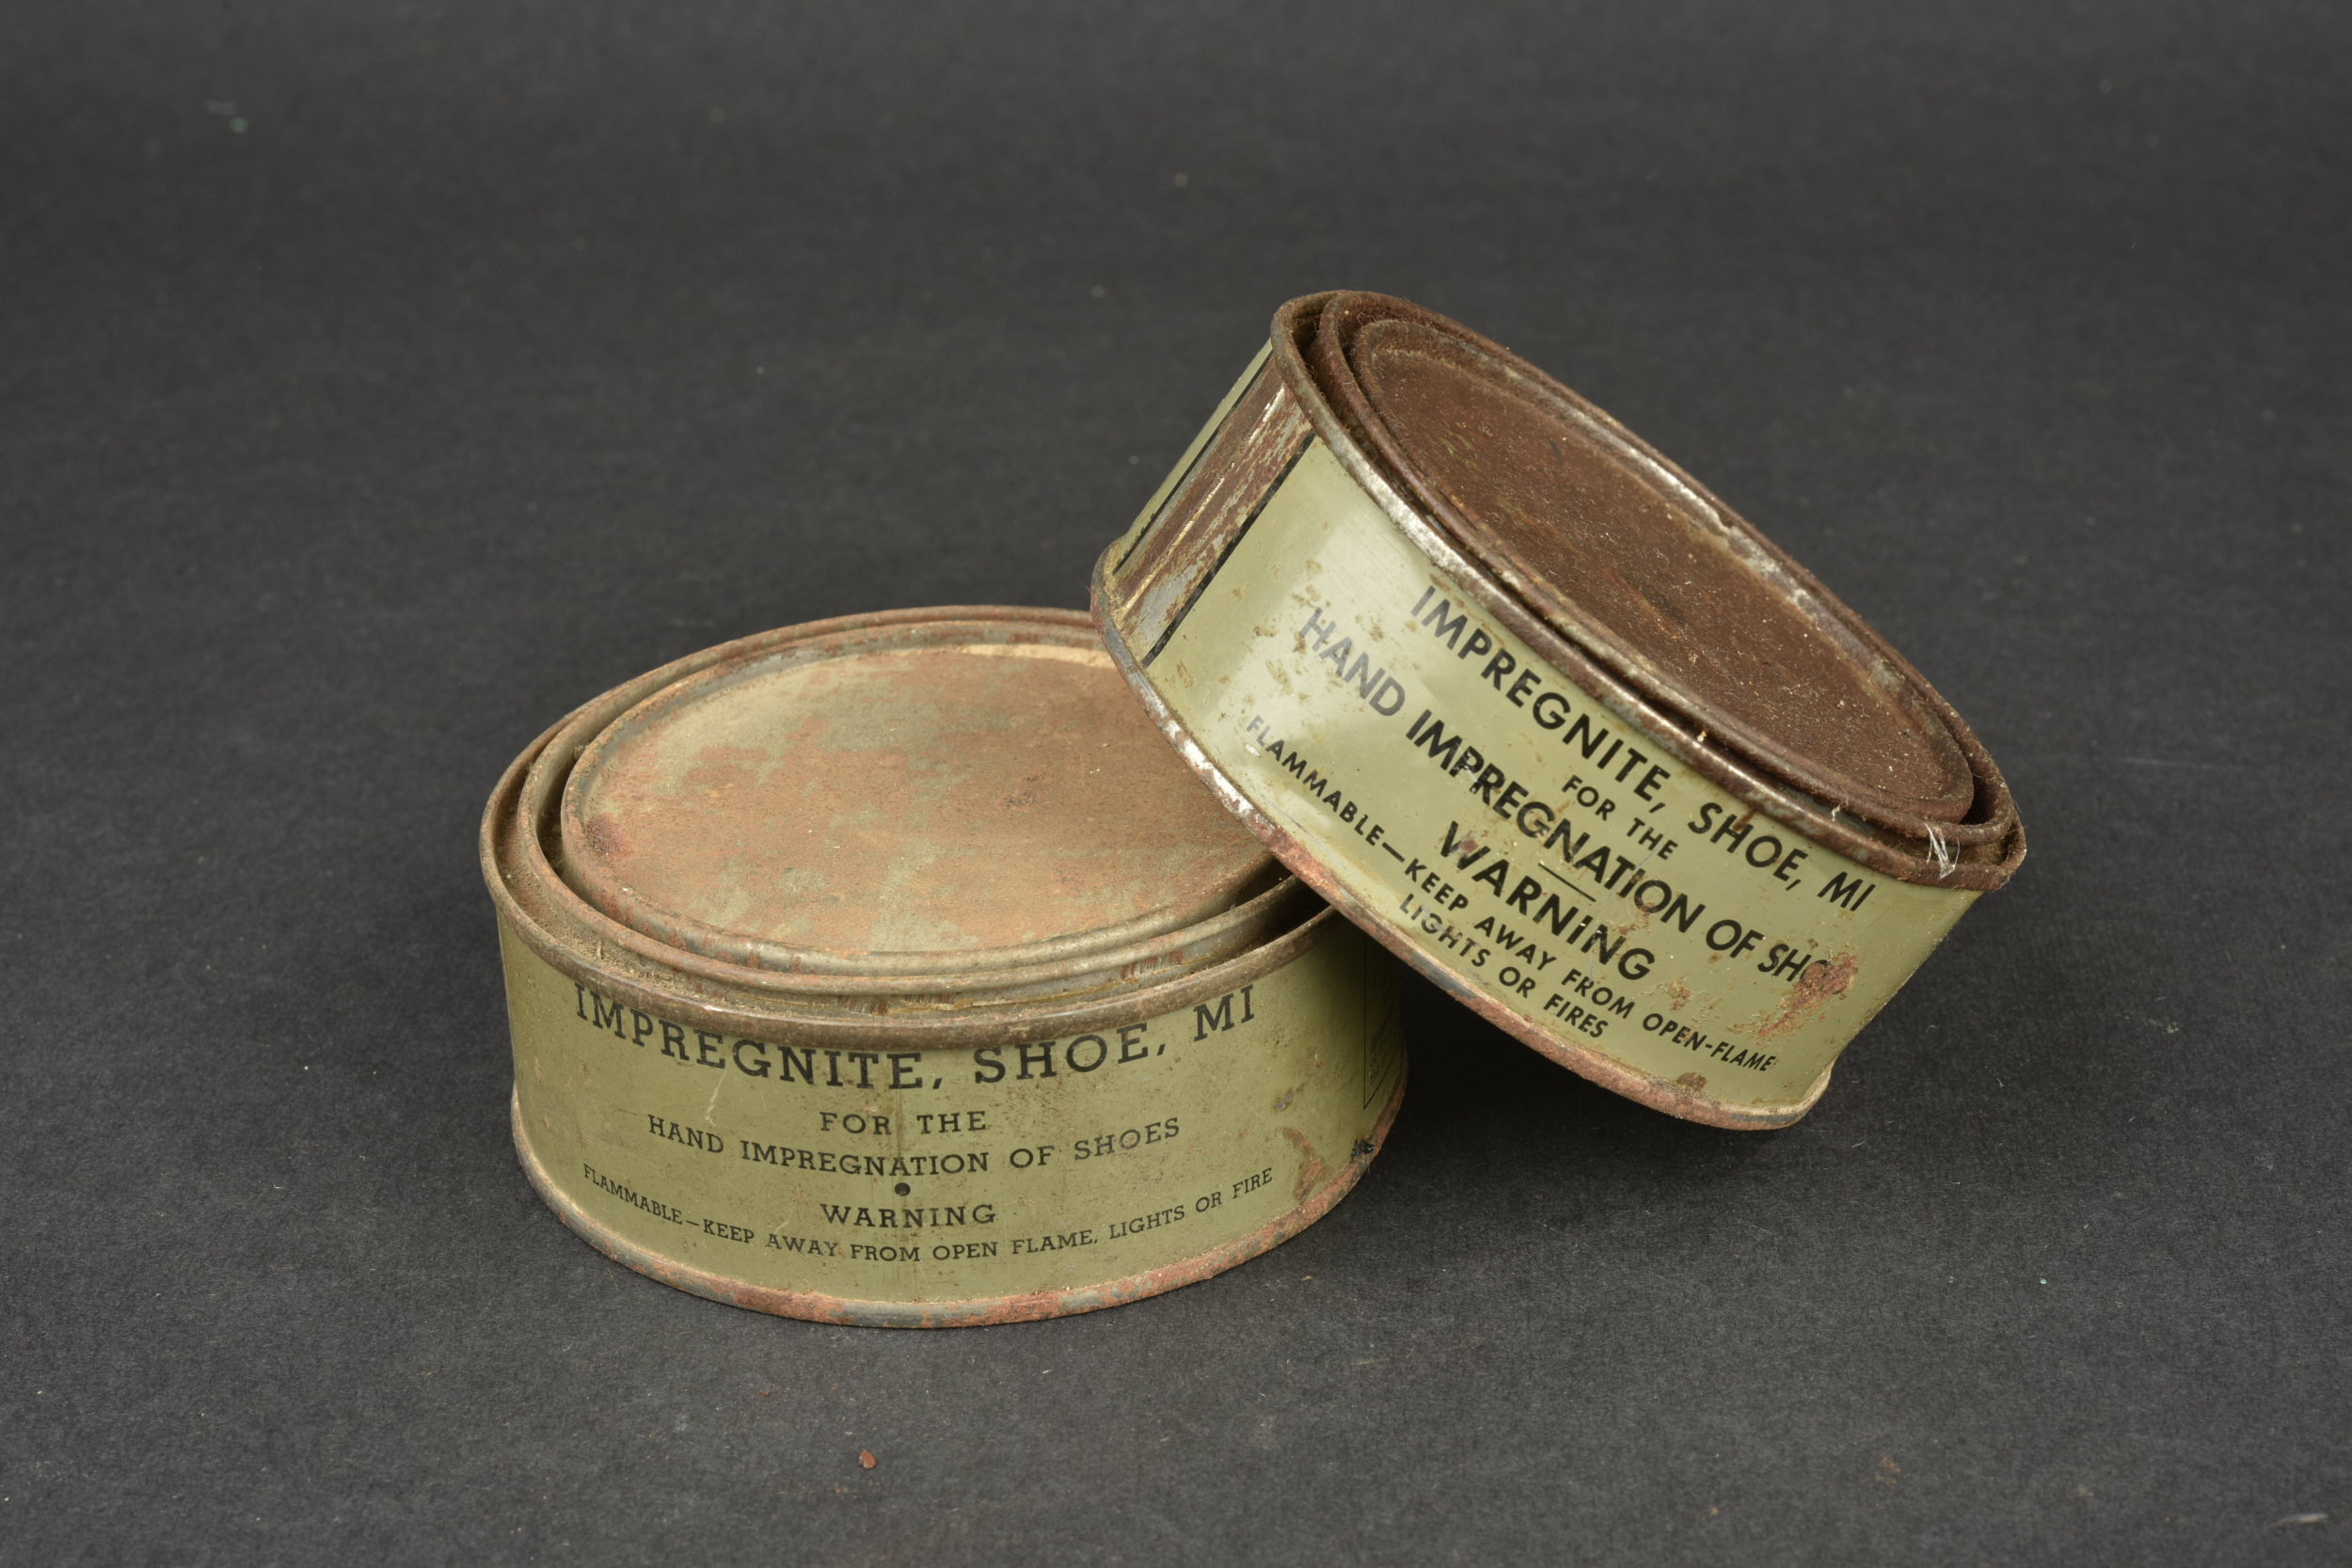 IMPREGNITE, SHOE, MI
FOR THE
HAND IMPREGNATION OF SHOES
WARNING
FLAMMABLE—KEEP AWAY FROM OPEN FLAME, LIGHTS OR FIRE
IMPREGNITE, SHOE, MI
FOR THE
HAND IMPREGNATION OF
WARNING
FLAMMABLE—KEEP AWAY FROM OPEN-FLAME
LIGHTS OR FIRES